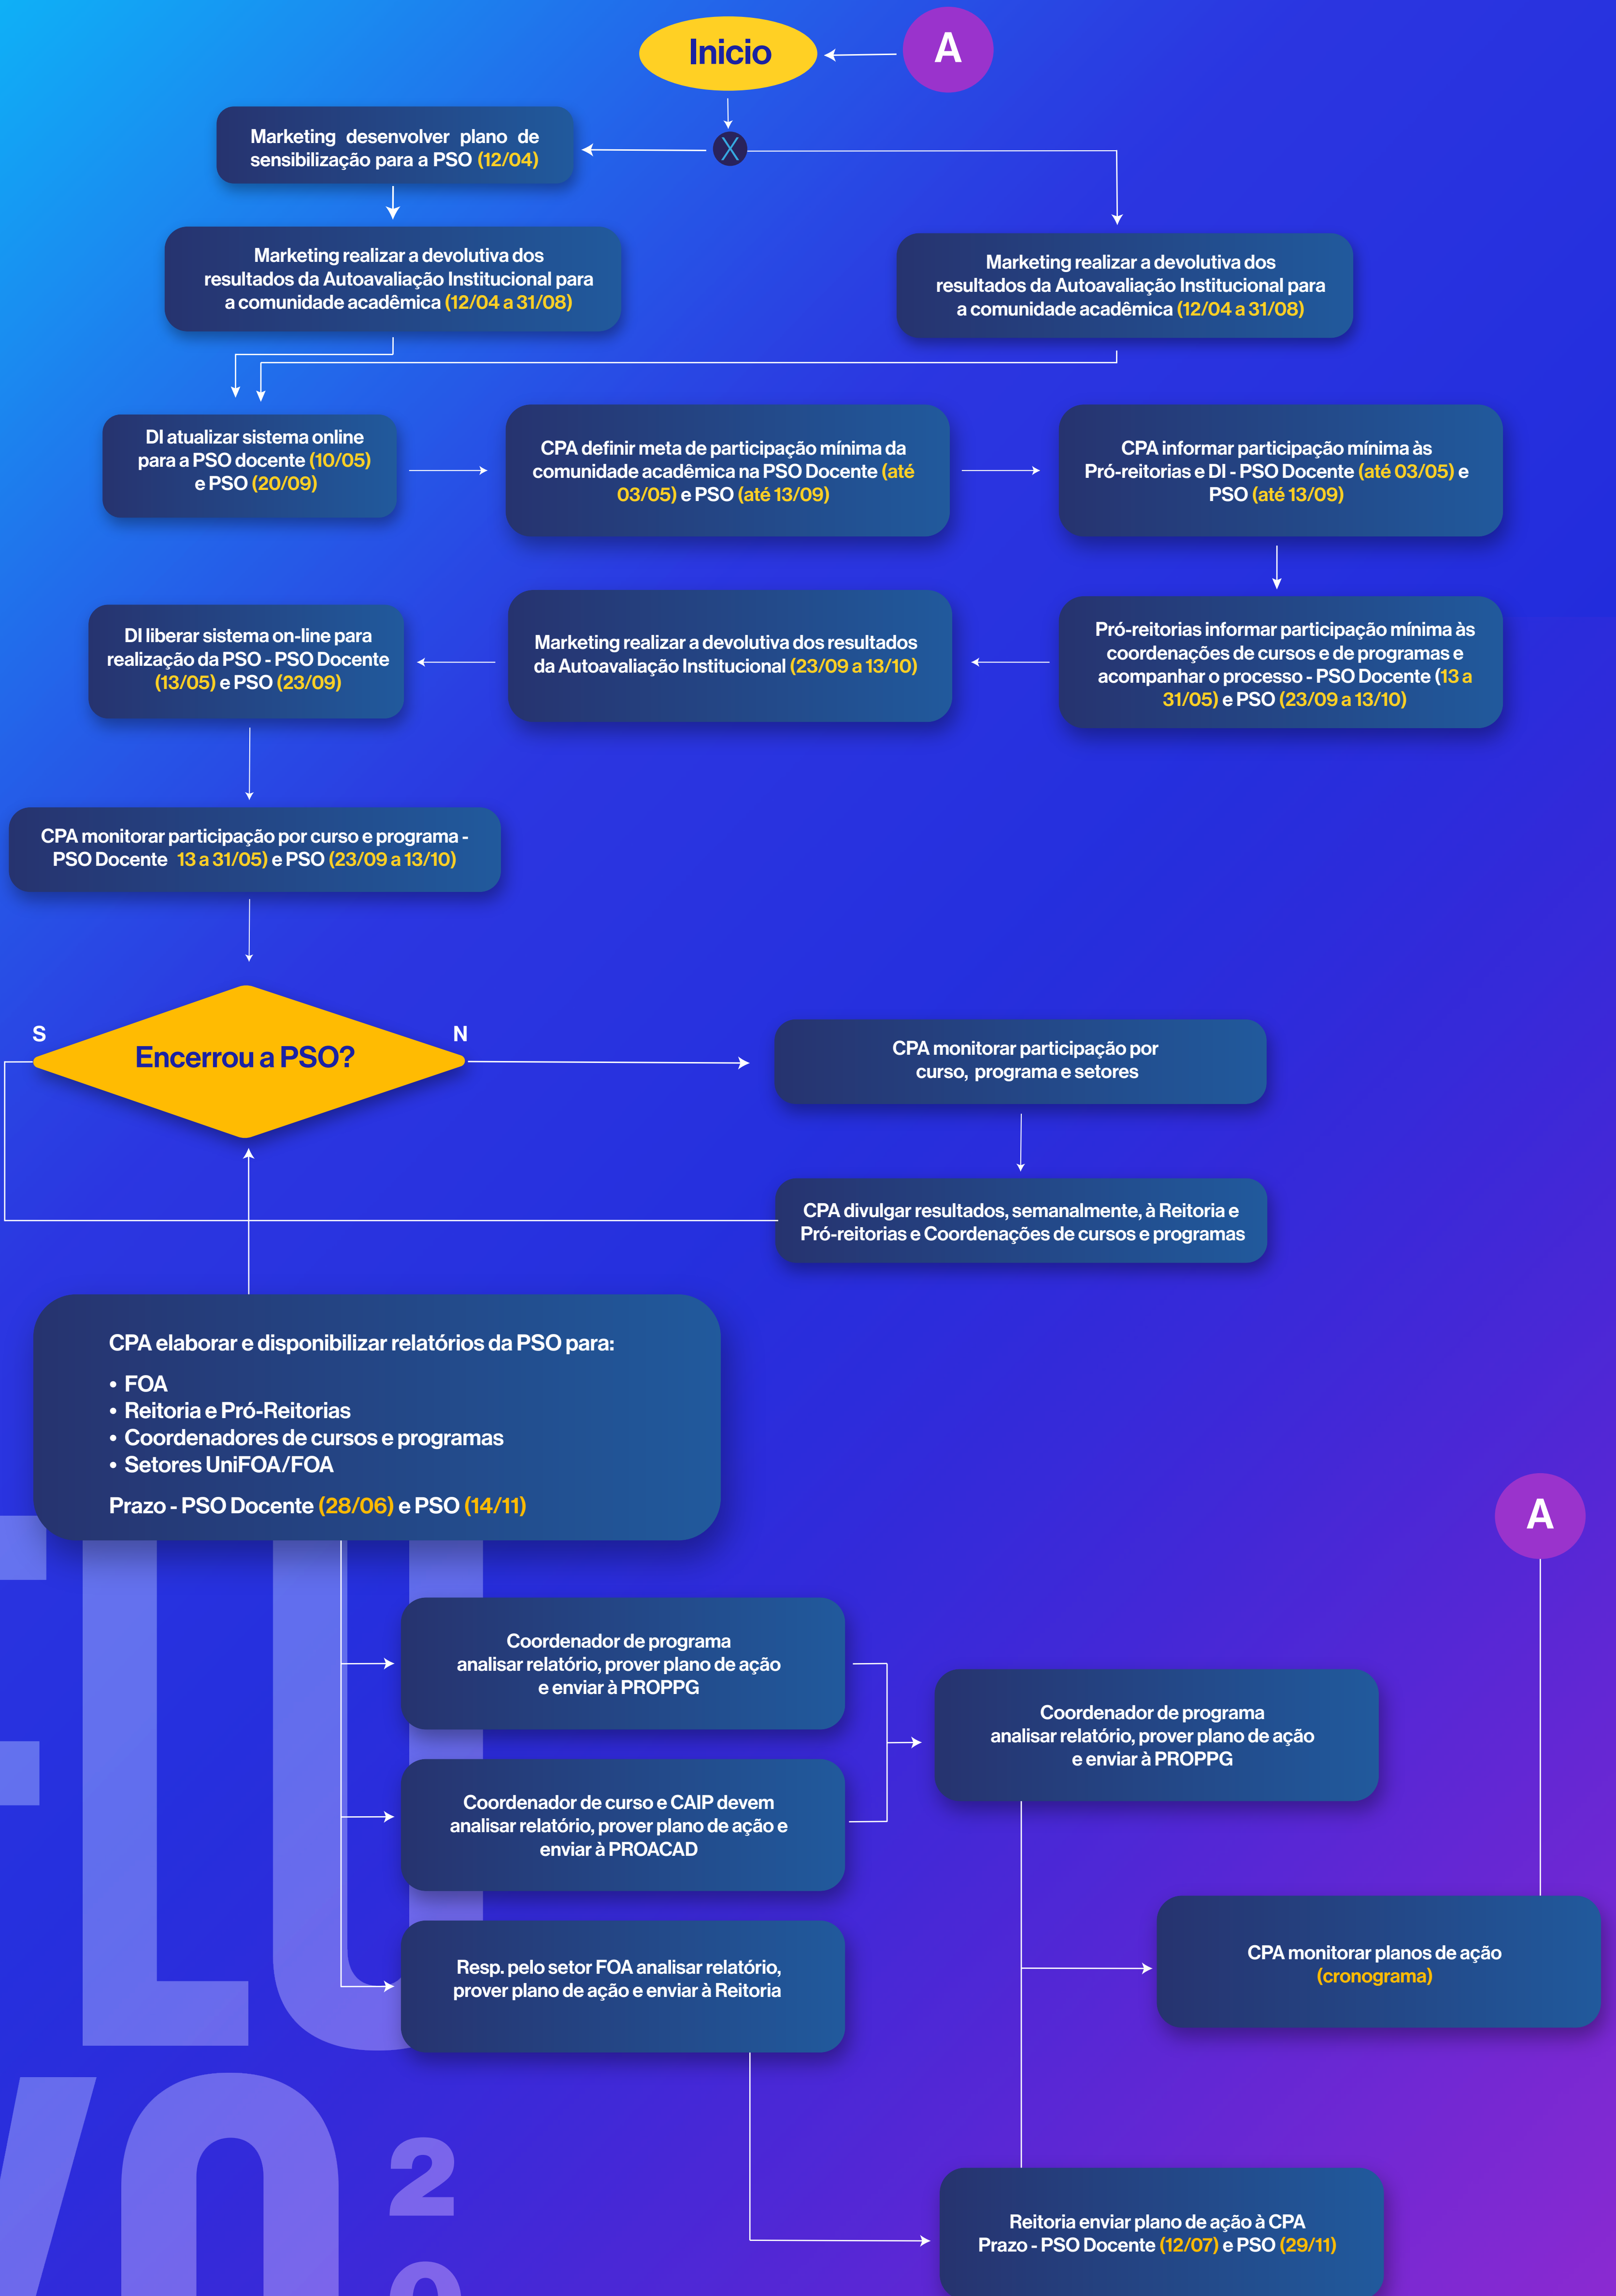 Inicio
A
X
Marketing desenvolver plano de
sensibilização para a PSO (12/04)
Marketing realizar a devolutiva dos
resultados da Autoavaliação Institucional para
a comunidade acadêmica (12/04 a 31/08)
Marketing realizar a devolutiva dos
resultados da Autoavaliação Institucional para
a comunidade acadêmica (12/04 a 31/08)
DI atualizar sistema online
para a PSO docente (10/05)
e PSO (20/09)
CPA definir meta de participação mínima da
comunidade acadêmica na PSO Docente (até
03/05) e PSO (até 13/09)
CPA informar participação mínima às
Pró-reitorias e DI - PSO Docente (até 03/05) e
PSO (até 13/09)
DI liberar sistema on-line para
realização da PSO - PSO Docente
(13/05) e PSO (23/09)
Marketing realizar a devolutiva dos resultados
da Autoavaliação Institucional (23/09 a 13/10)
Pró-reitorias informar participação mínima às
coordenações de cursos e de programas e
acompanhar o processo - PSO Docente (13 a
31/05) e PSO (23/09 a 13/10)
CPA monitorar participação por curso e programa -
PSO Docente 13 a 31/05) e PSO (23/09 a 13/10)
S
N
Encerrou a PSO?
CPA monitorar participação por
curso, programa e setores
CPA divulgar resultados, semanalmente, à Reitoria e
Pró-reitorias e Coordenações de cursos e programas
CPA elaborar e disponibilizar relatórios da PSO para:
• FOA
• Reitoria e Pró-Reitorias
• Coordenadores de cursos e programas
• Setores UniFOA/FOA
Prazo - PSO Docente (28/06) e PSO (14/11)
A
Coordenador de programa
analisar relatório, prover plano de ação
e enviar à PROPPG
Coordenador de programa
analisar relatório, prover plano de ação
e enviar à PROPPG
Coordenador de curso e CAIP devem
analisar relatório, prover plano de ação e
enviar à PROACAD
Resp. pelo setor FOA analisar relatório,
prover plano de ação e enviar à Reitoria
CPA monitorar planos de ação
(cronograma)
2
Reitoria enviar plano de ação à CPA
Prazo - PSO Docente (12/07) e PSO (29/11)